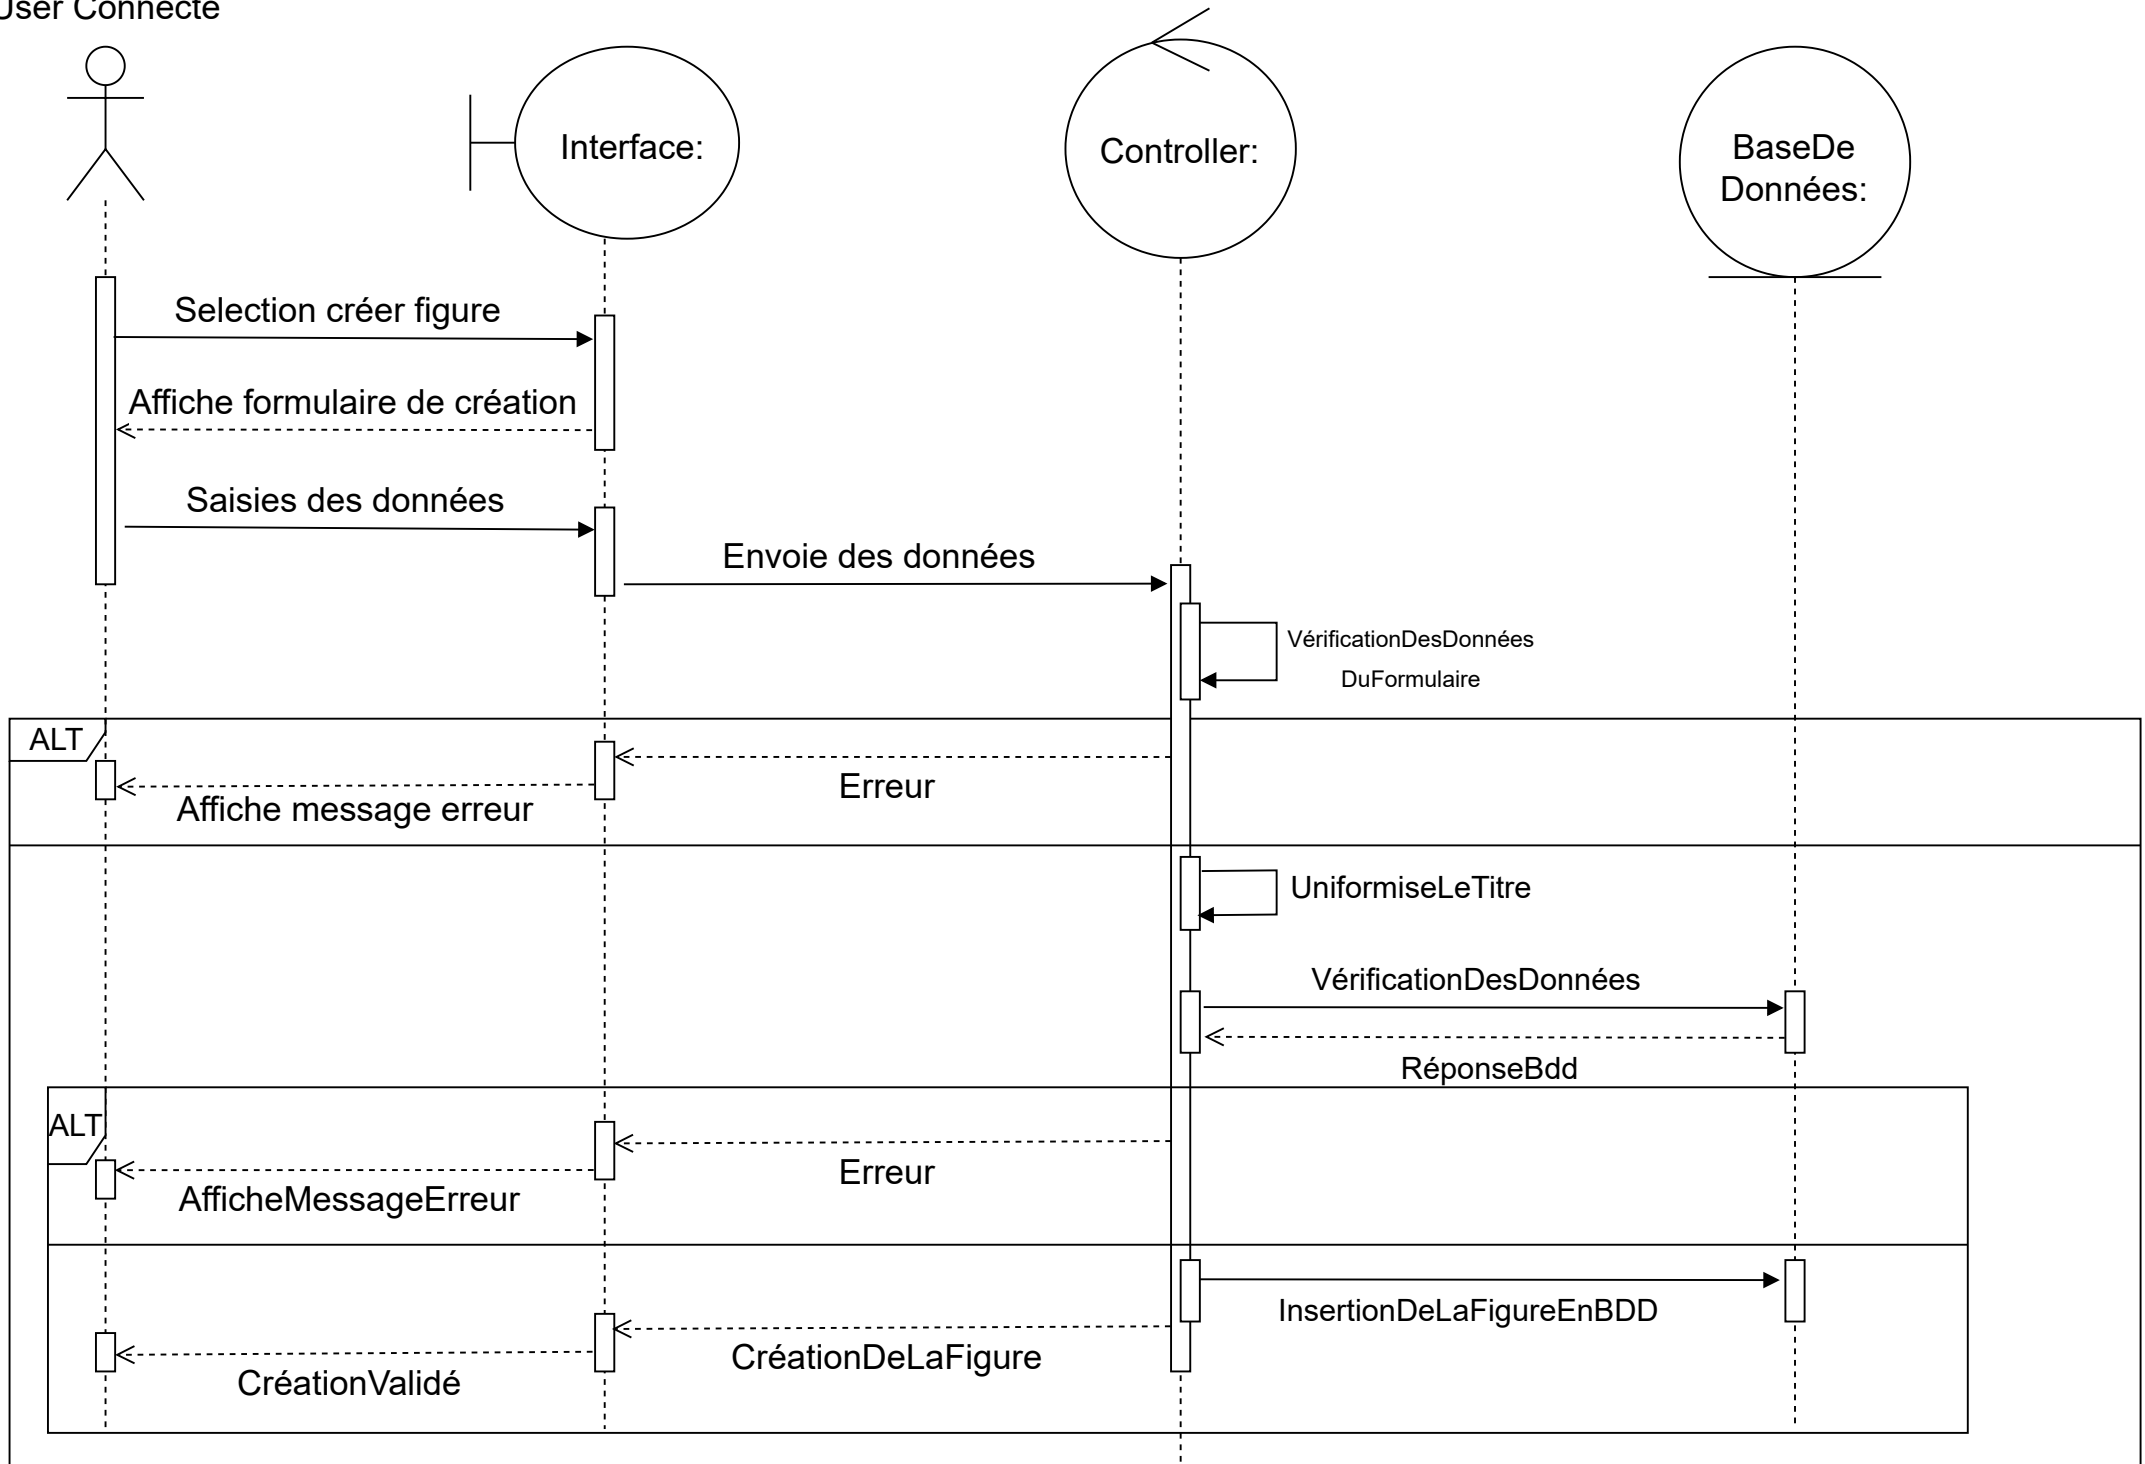 User Connecté
Interface:
Controller:
BaseDe
Données:
Selection créer figure
Affiche formulaire de création
Saisies des données
Envoie des données
VérificationDesDonnées
DuFormulaire
ALT
Erreur
Affiche message erreur
UniformiseLeTitre
VérificationDesDonnées
RéponseBdd
ALT
Erreur
AfficheMessageErreur
InsertionDeLaFigureEnBDD
CréationDeLaFigure
CréationValidé